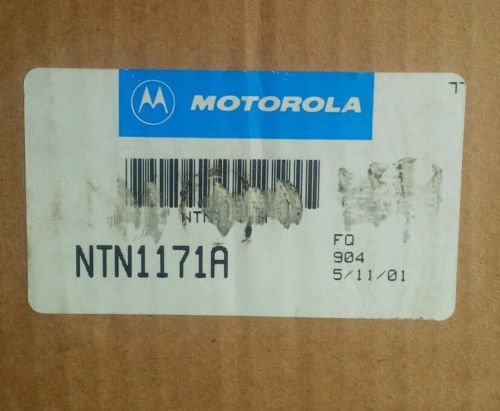 MOTOROLA
NTN1171A
FQ
904
5/11/01